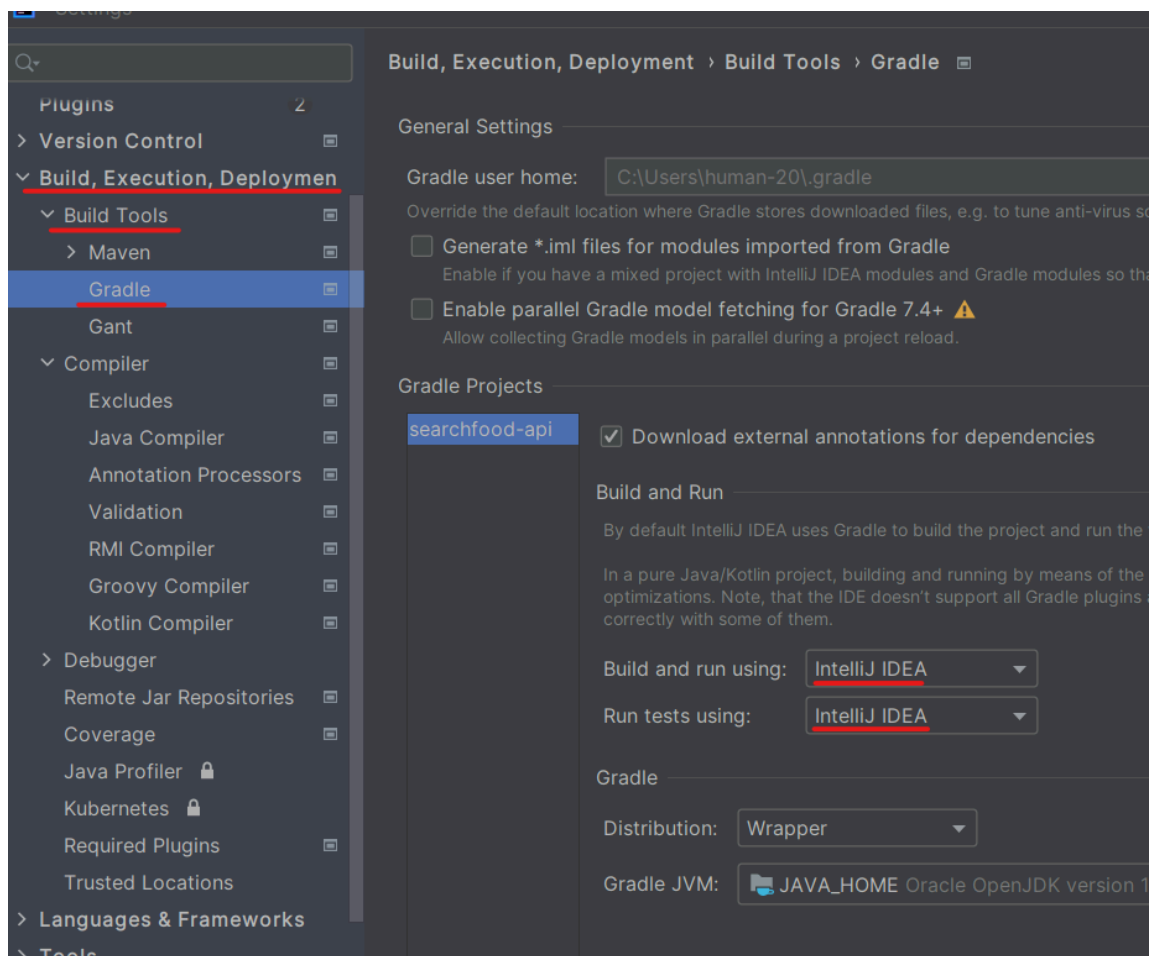 Settings
Plugins 2
Version Control
Build, Execution, Deploymen
Build Tools
Maven
Gradle
Gant
Compiler
Excludes
Java Compiler
Annotation Processors
Validation
RMI Compiler
Groovy Compiler
Kotlin Compiler
Debugger
Remote Jar Repositories
Coverage
Java Profiler
Kubernetes
Required Plugins
Trusted Locations
Languages & Frameworks
Tools
Build, Execution, Deployment › Build Tools › Gradle
General Settings
Gradle user home: C:\Users\human-20\.gradle
Override the default location where Gradle stores downloaded files, e.g. to tune anti-virus
Generate *.iml files for modules imported from Gradle
Enable if you have a mixed project with IntelliJ IDEA modules and Gradle modules so
Enable parallel Gradle model fetching for Gradle 7.4+
Allow collecting Gradle models in parallel during a project reload.
Gradle Projects
searchfood-api
Download external annotations for dependencies
Build and Run
By default IntelliJ IDEA uses Gradle to build the project and run the
In a pure Java/Kotlin project, building and running by means of the
optimizations. Note, that the IDE doesn't support all Gradle plugins
correctly with some of them.
Build and run using: IntelliJ IDEA
Run tests using: IntelliJ IDEA
Gradle
Distribution: Wrapper
Gradle JVM: JAVA_HOME Oracle OpenJDK version 1